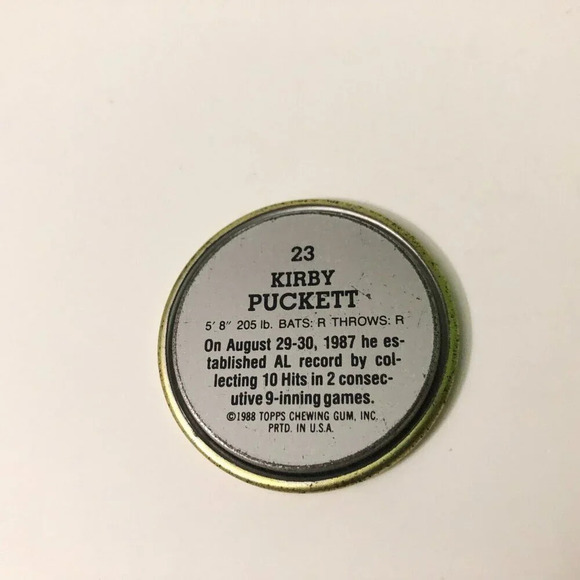 23
KIRBY
PUCKETT
5' 8" 205 lb. BATS: R THROWS: R
On August 29-30, 1987 he es-
tablished AL record by col-
lecting 10 Hits in 2 consec-
utive 9-inning games.
©1988 TOPPS CHEWING GUM, INC.
PRTD. IN U.S.A.